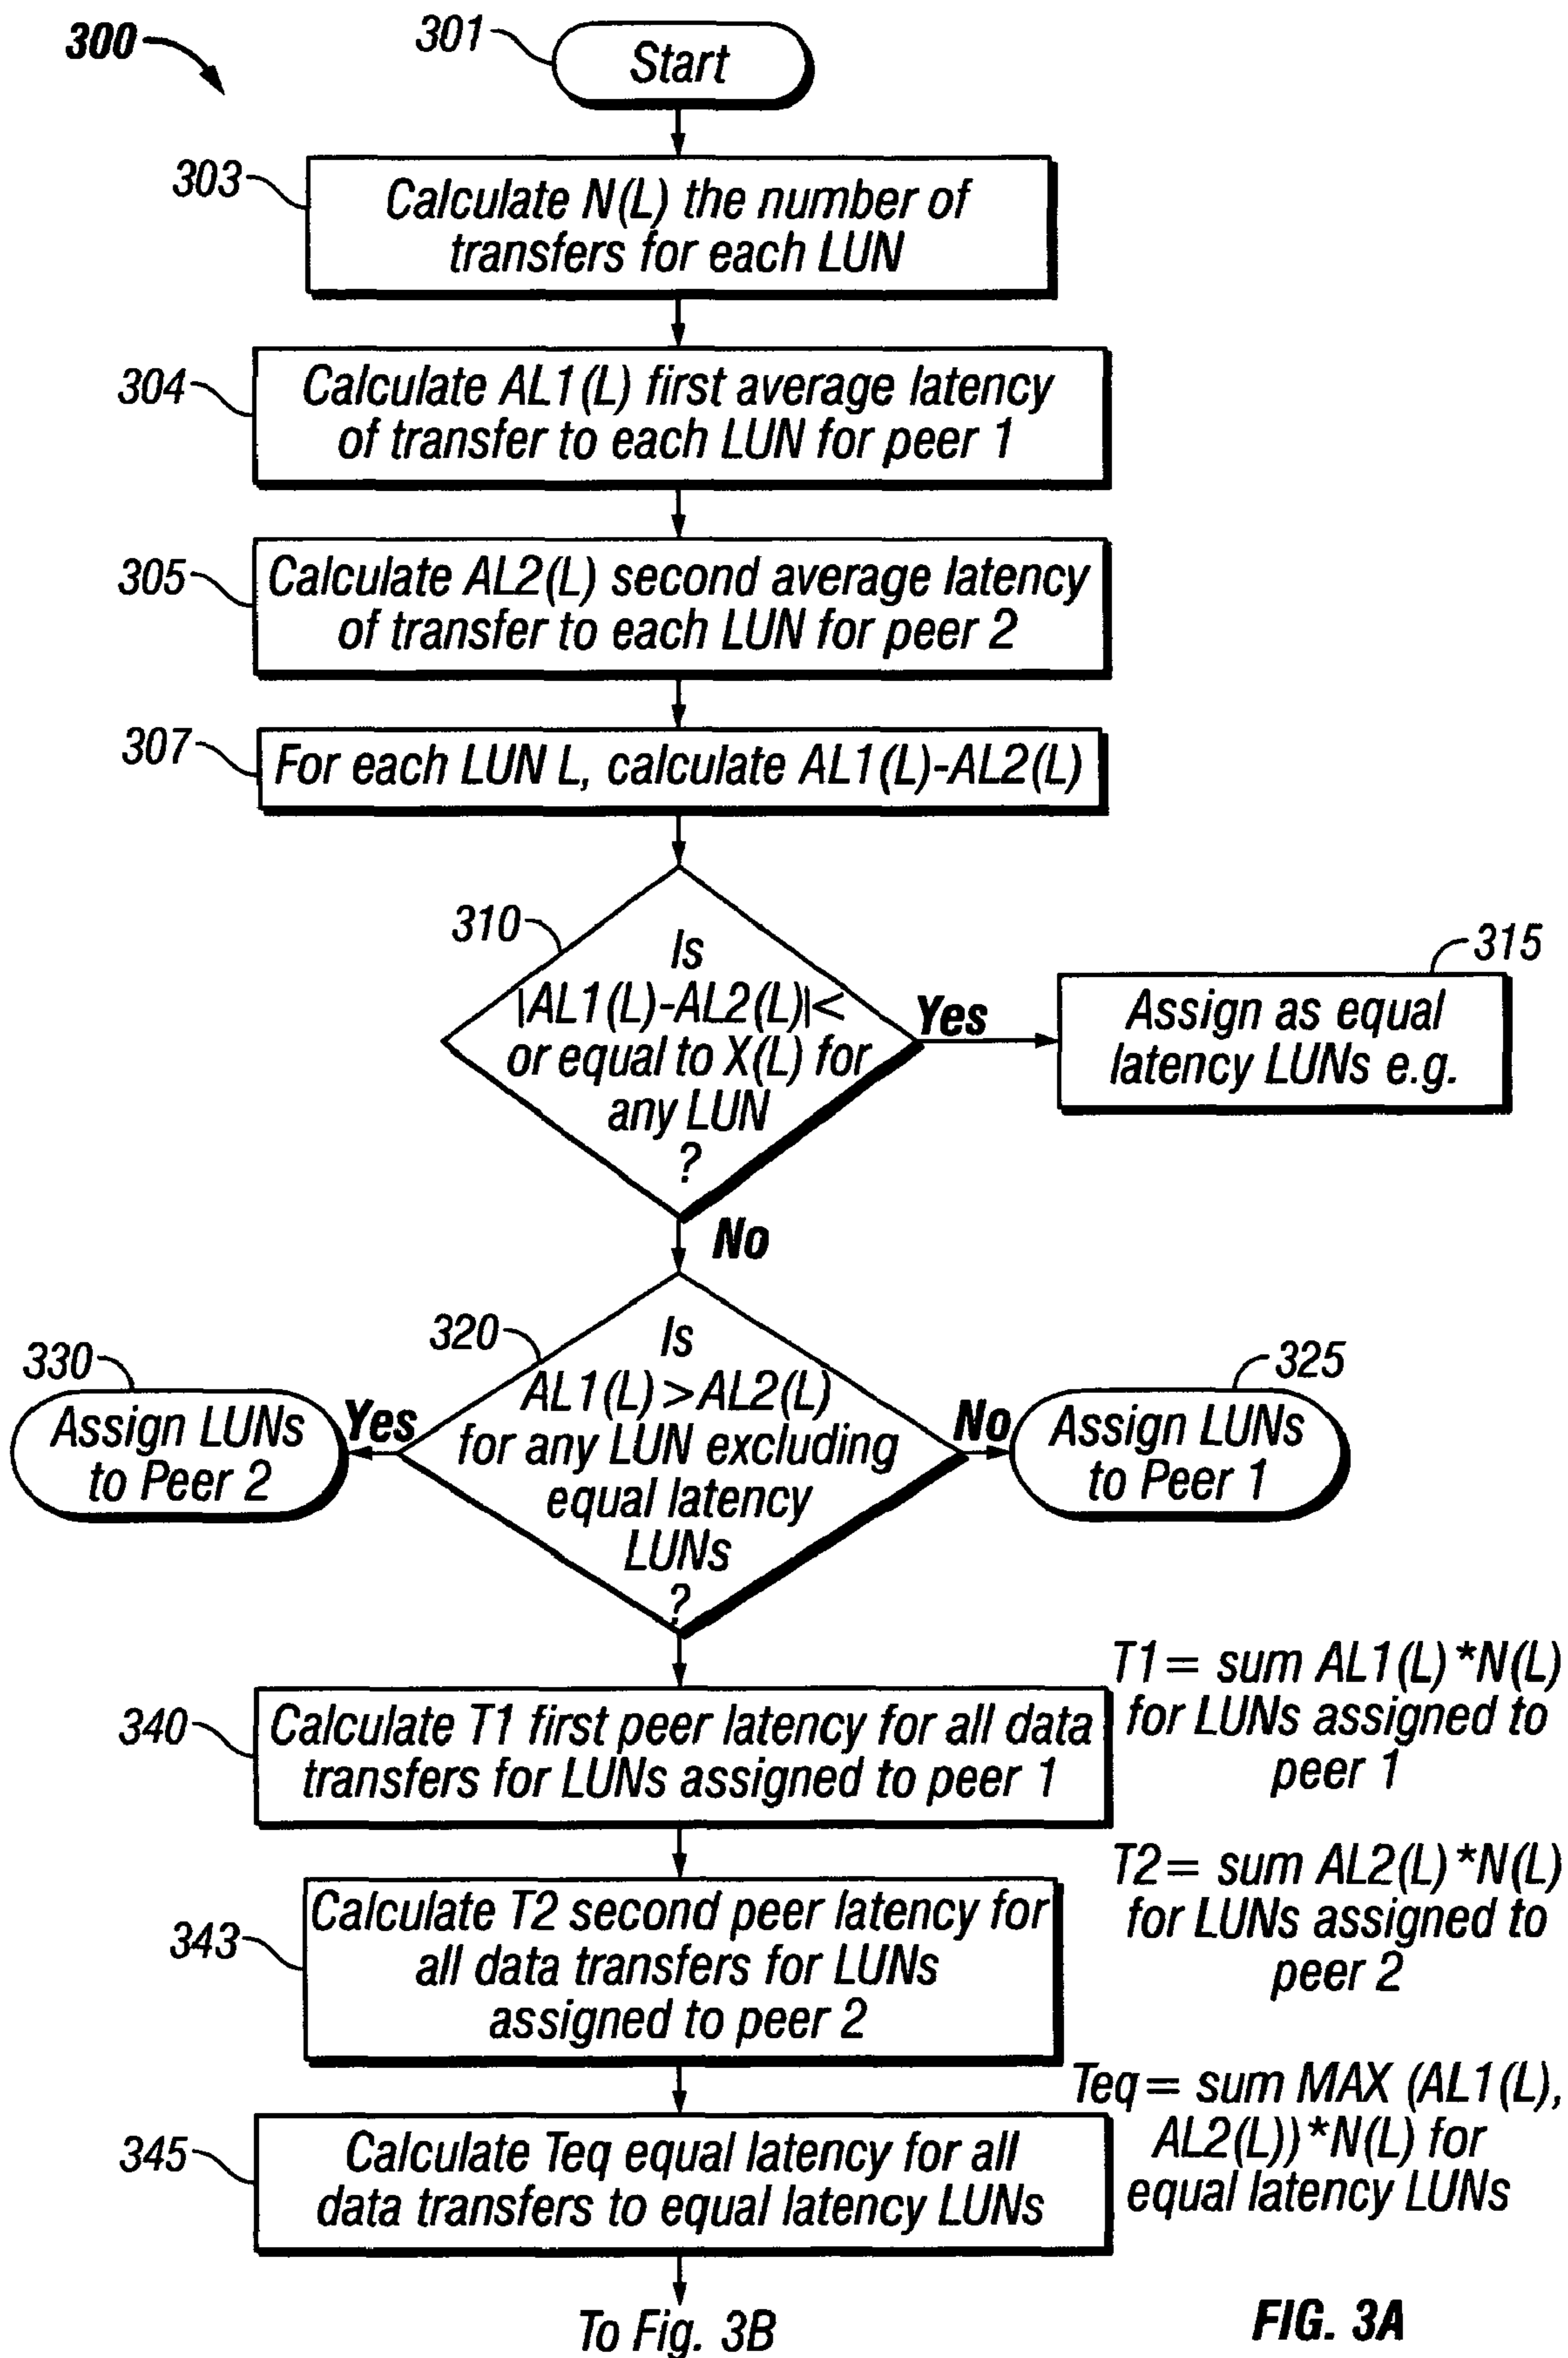 300
301
Start
303
Calculate N(L) the number of
transfers for each LUN
304
Calculate AL1(L) first average latency
of transfer to each LUN for peer 1
305
Calculate AL2(L) second average latency
of transfer to each LUN for peer 2
307
For each LUN L, calculate AL1(L)-AL2(L)
310
Is
|AL1(L)-AL2(L)|<
or equal to X(L) for
any LUN
?
Yes
315
Assign as equal
latency LUNs e.g.
No
320
Is
AL1(L)>AL2(L)
for any LUN excluding
equal latency
LUNs
?
330
Assign LUNs
to Peer 2
Yes
No
325
Assign LUNs
to Peer 1
340
Calculate T1 first peer latency for all data
transfers for LUNs assigned to peer 1
T1= sum AL1(L)*N(L)
for LUNs assigned to
peer 1
343
Calculate T2 second peer latency for
all data transfers for LUNs
assigned to peer 2
T2= sum AL2(L)*N(L)
for LUNs assigned to
peer 2
345
Calculate Teq equal latency for all
data transfers to equal latency LUNs
Teq= sum MAX (AL1(L),
AL2(L))*N(L) for
equal latency LUNs
To Fig. 3B
FIG. 3A